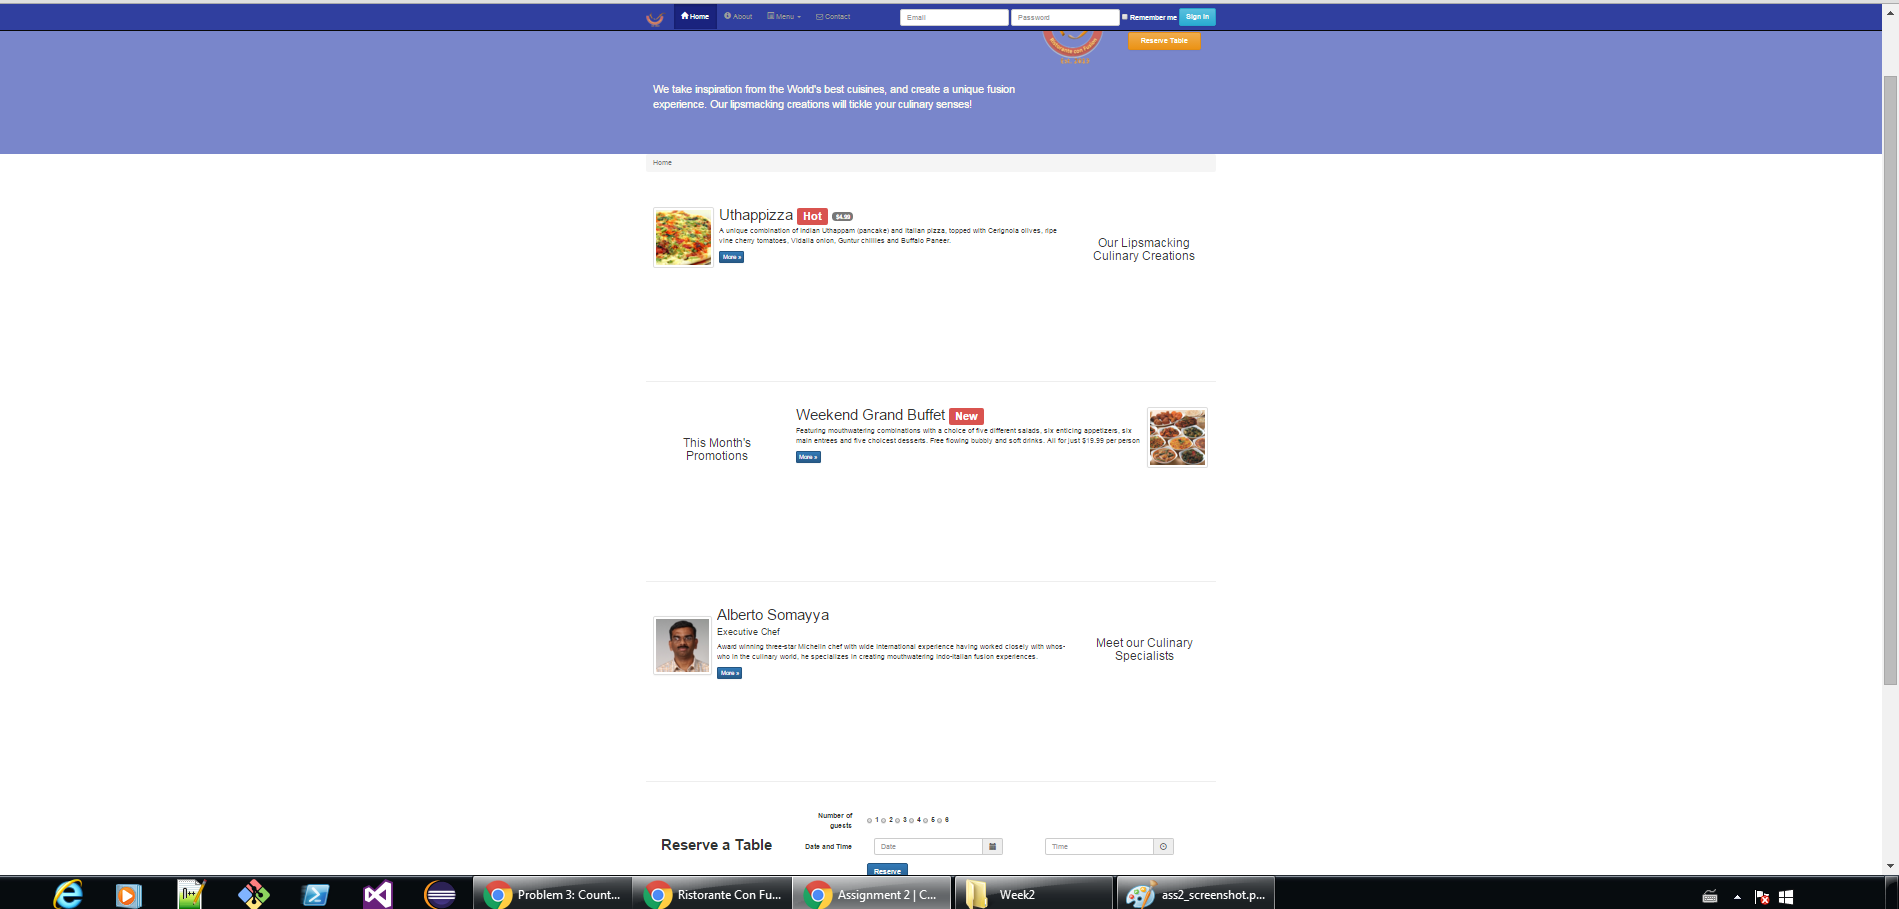 Home
About
Menu
Contact
Email
Password
Remember me
Sign in
Ristorante Con Fusion
Reserve Table
We take inspiration from the World's best cuisines, and create a unique fusion
experience. Our lipsmacking creations will tickle your culinary senses!
Home
Uthappizza Hot $4.99
A unique combination of Indian Uthappam (pancake) and Italian pizza, topped with Cerignola olives, ripe
vine cherry tomatoes, Vidalia onion, Guntur chillies and Buffalo Paneer.
More »
Our Lipsmacking
Culinary Creations
This Month's
Promotions
Weekend Grand Buffet New
Featuring mouthwatering combinations with a choice of five different salads, six enticing appetizers, six
main entrees and five choicest desserts. Free flowing bubbly and soft drinks. All for just $19.99 per person
More »
Alberto Somayya
Executive Chef
Award winning three-star Michelin chef with wide International experience having worked closely with whos-
who in the culinary world, he specializes in creating mouthwatering Indo-Italian fusion experiences.
More »
Meet our Culinary
Specialists
Reserve a Table
Number of
guests
1 2 3 4 5 6
Date and Time
Date
Time
Reserve
Problem 3: Count...
Ristorante Con Fu...
Assignment 2 | C...
Week2
ass2_screenshot.p...